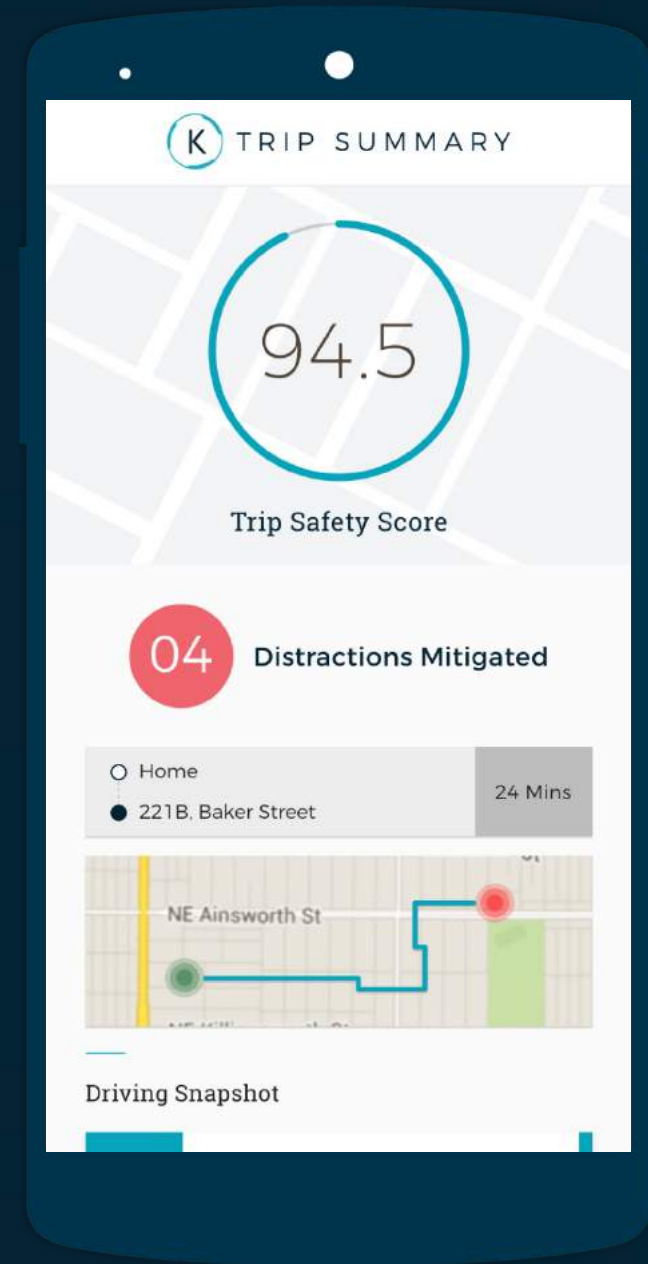 K TRIP SUMMARY
94.5
Trip Safety Score
04 Distractions Mitigated
Home
24 Mins
221B, Baker Street
NE Ainsworth St
Driving Snapshot